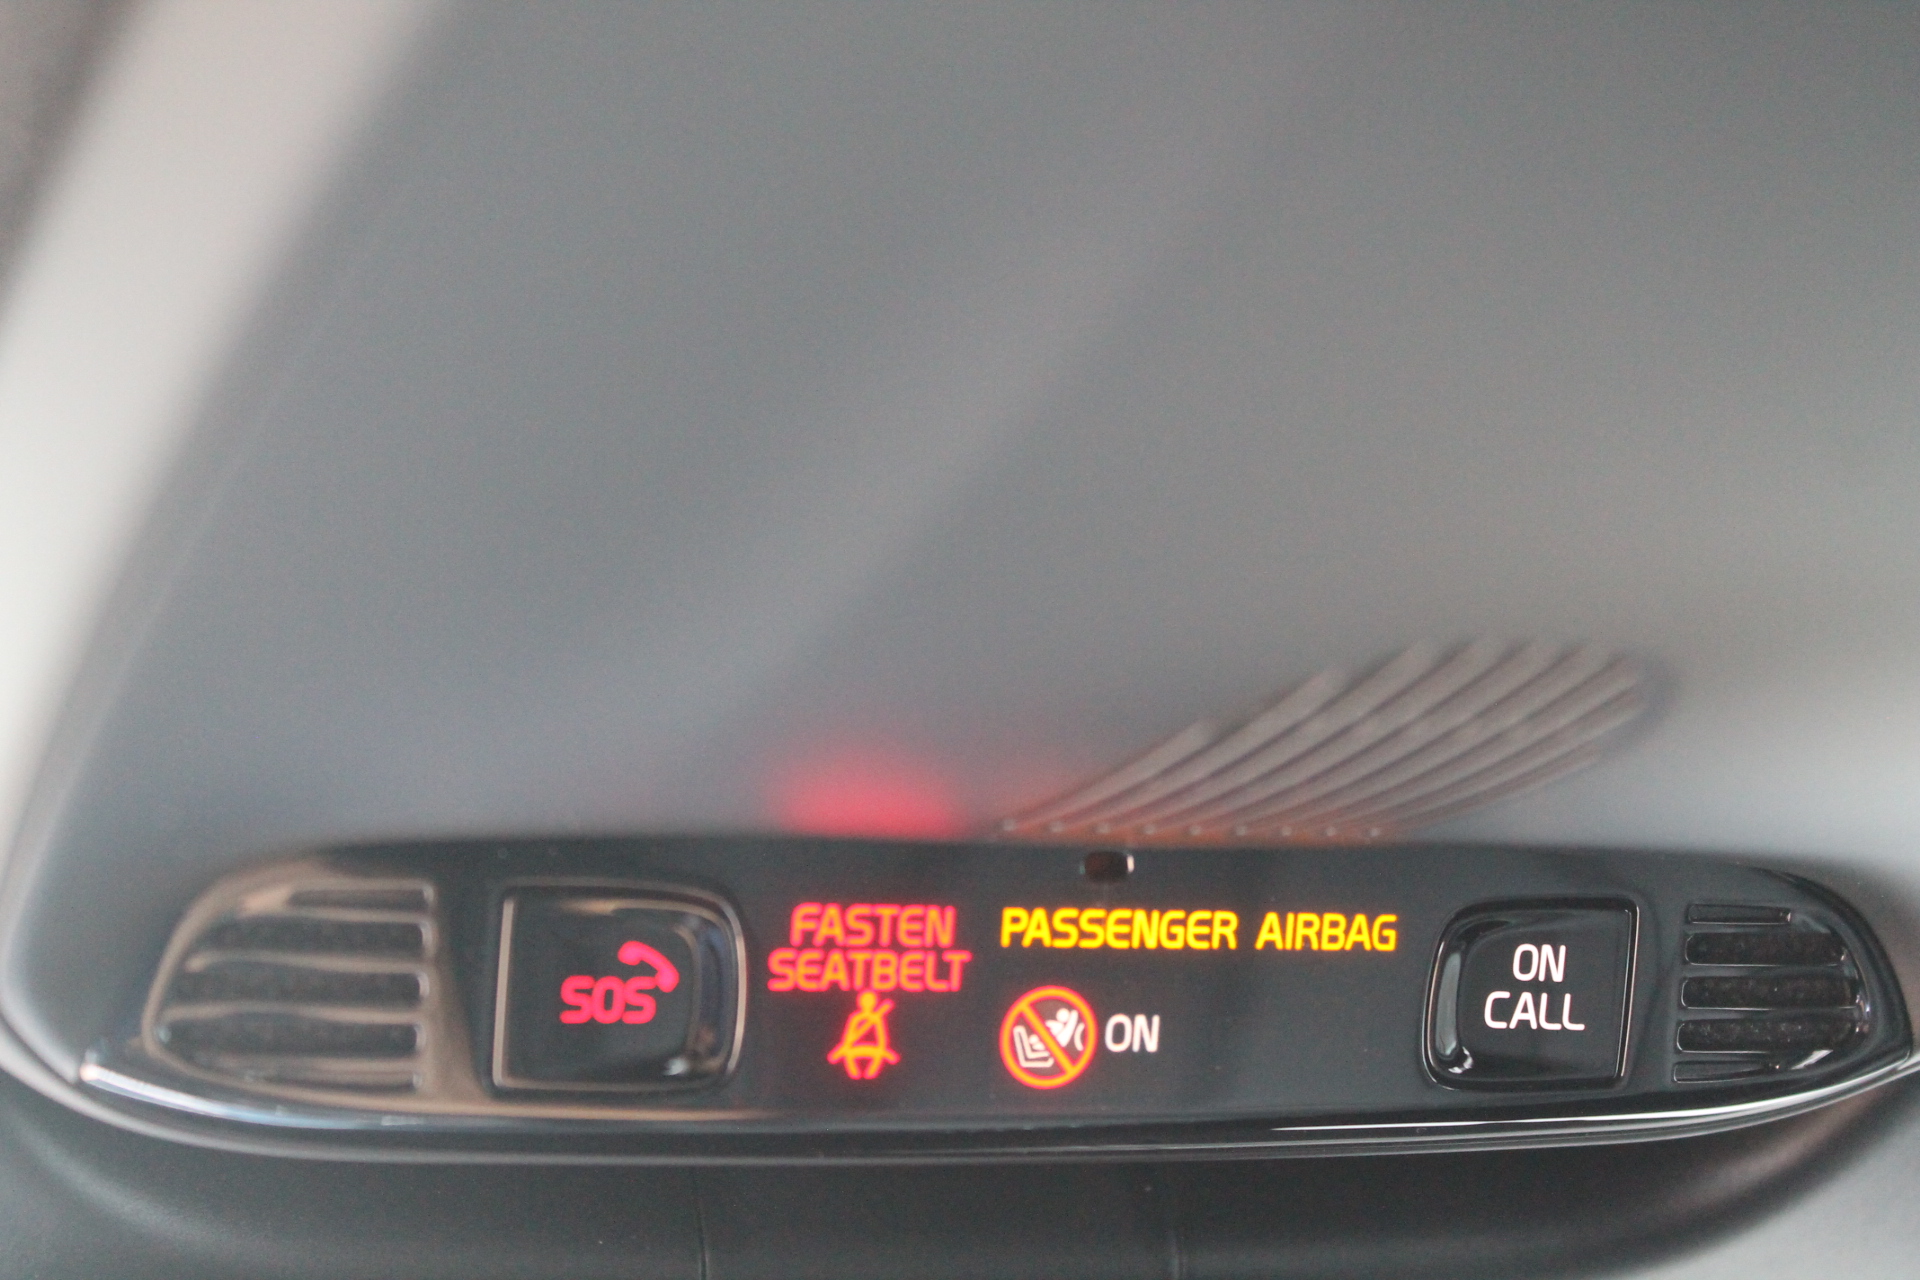 SOS
FASTEN
SEATBELT
PASSENGER AIRBAG
ON
ON
CALL